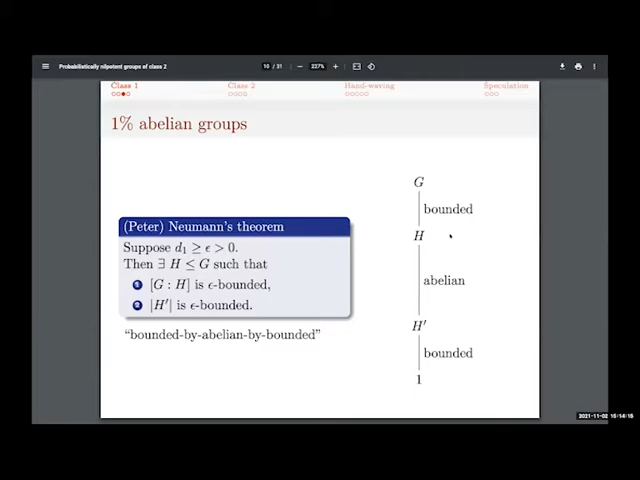 Probabilistically nilpotent groups of class 2
10 / 31
227%
Class 1
Class 2
Hand-waving
Speculation
1% abelian groups
(Peter) Neumann's theorem
Suppose d₁ ≥ ϵ > 0.
Then ∃ H ≤ G such that
1 [G : H] is ϵ-bounded,
2 |H′| is ϵ-bounded.
"bounded-by-abelian-by-bounded"
G
bounded
H
abelian
H′
bounded
1
2021-11-02 15:14:15